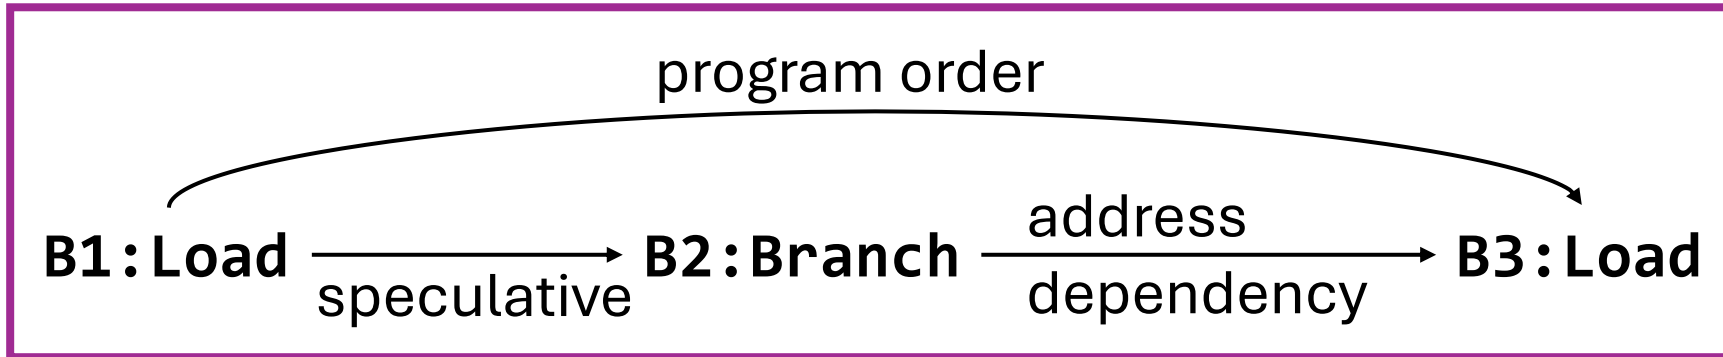 program order
B1:Load
speculative
B2:Branch
address
dependency
B3:Load